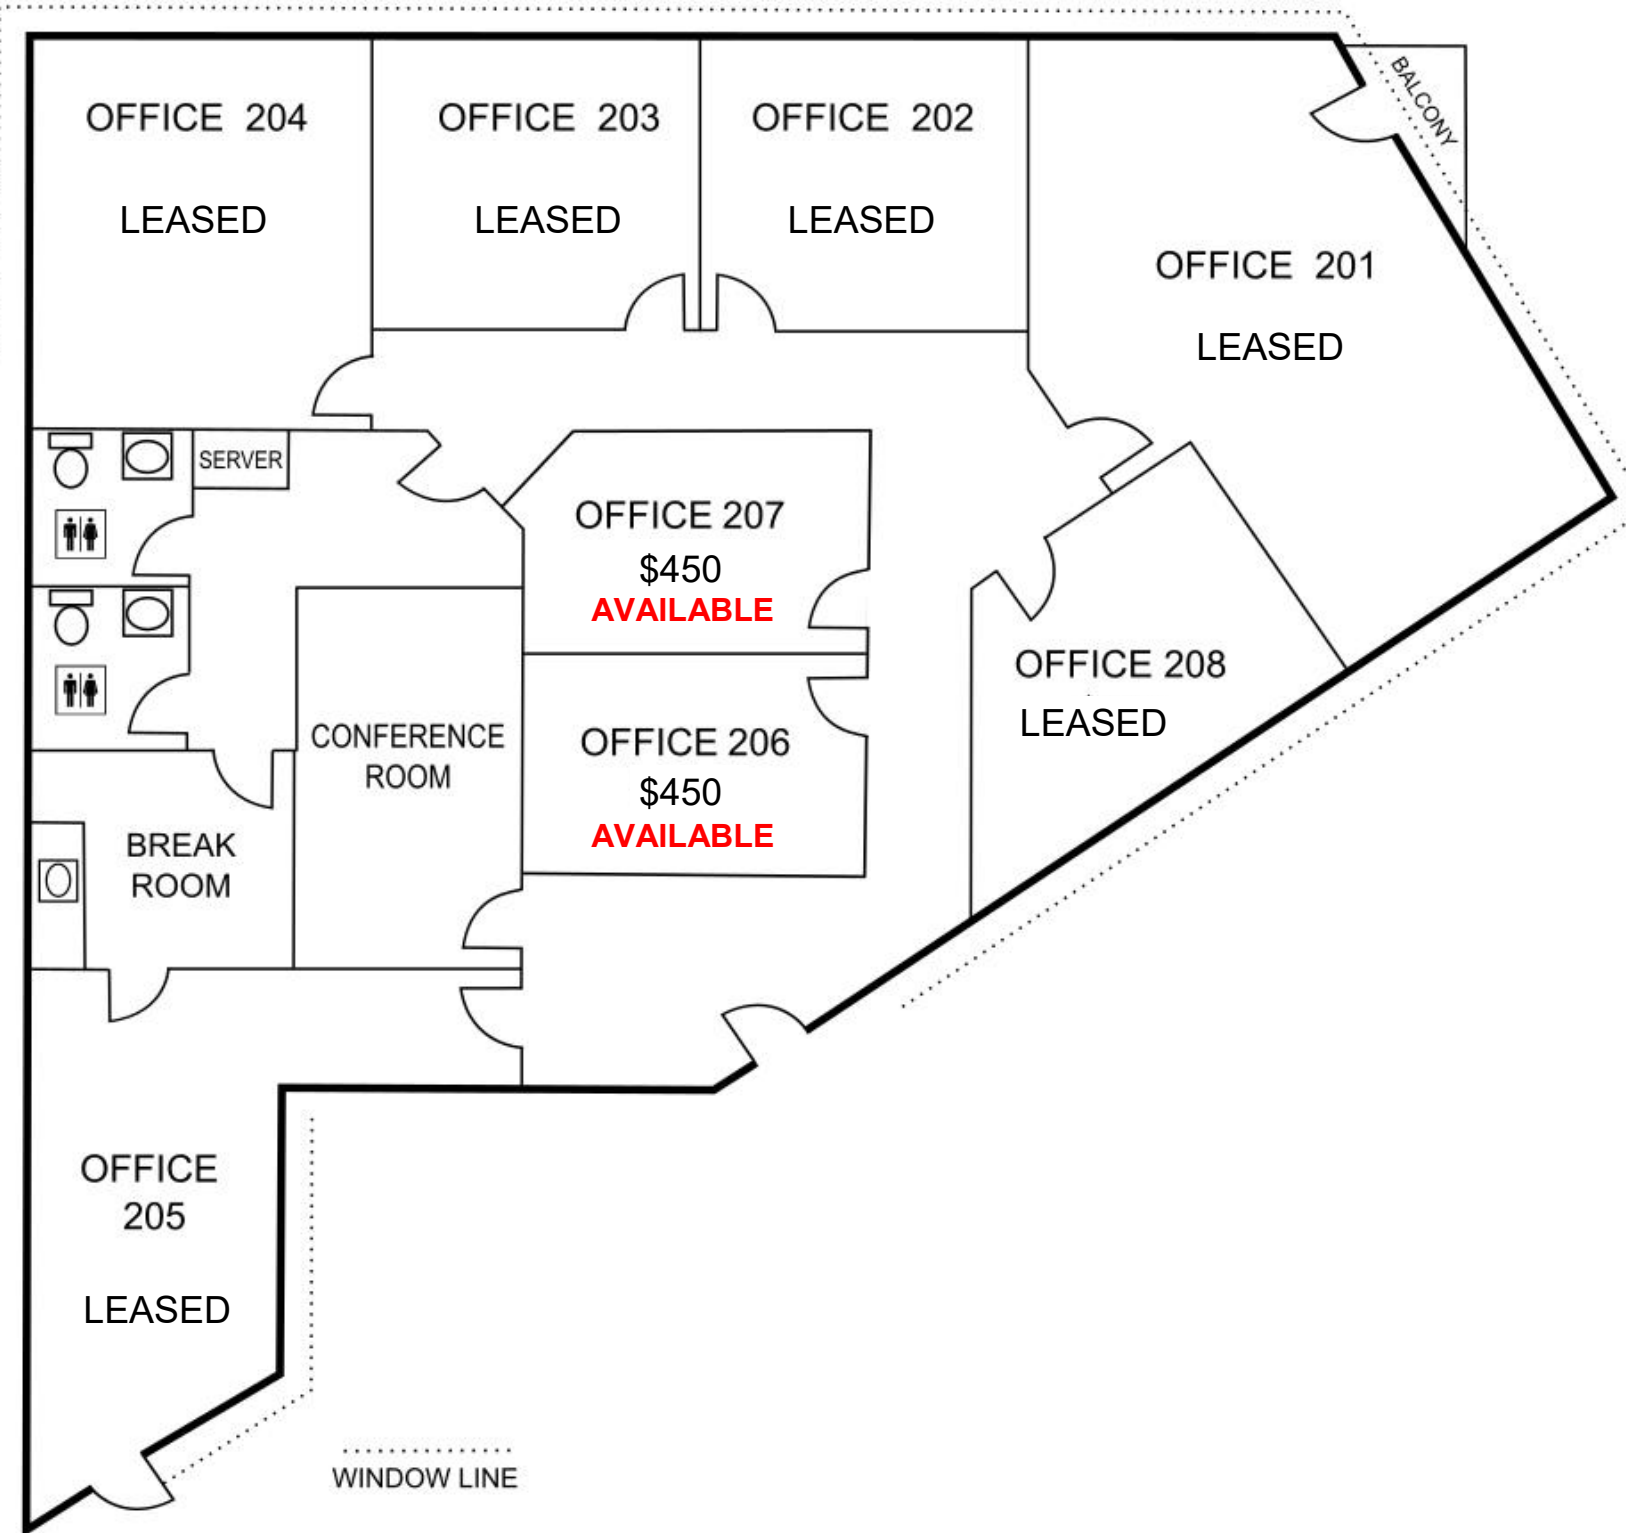 BALCONY
OFFICE 204
LEASED
OFFICE 203
LEASED
OFFICE 202
LEASED
OFFICE 201
LEASED
SERVER
OFFICE 207
$450
AVAILABLE
OFFICE 208
LEASED
CONFERENCE
ROOM
OFFICE 206
$450
AVAILABLE
BREAK
ROOM
OFFICE
205
LEASED
WINDOW LINE